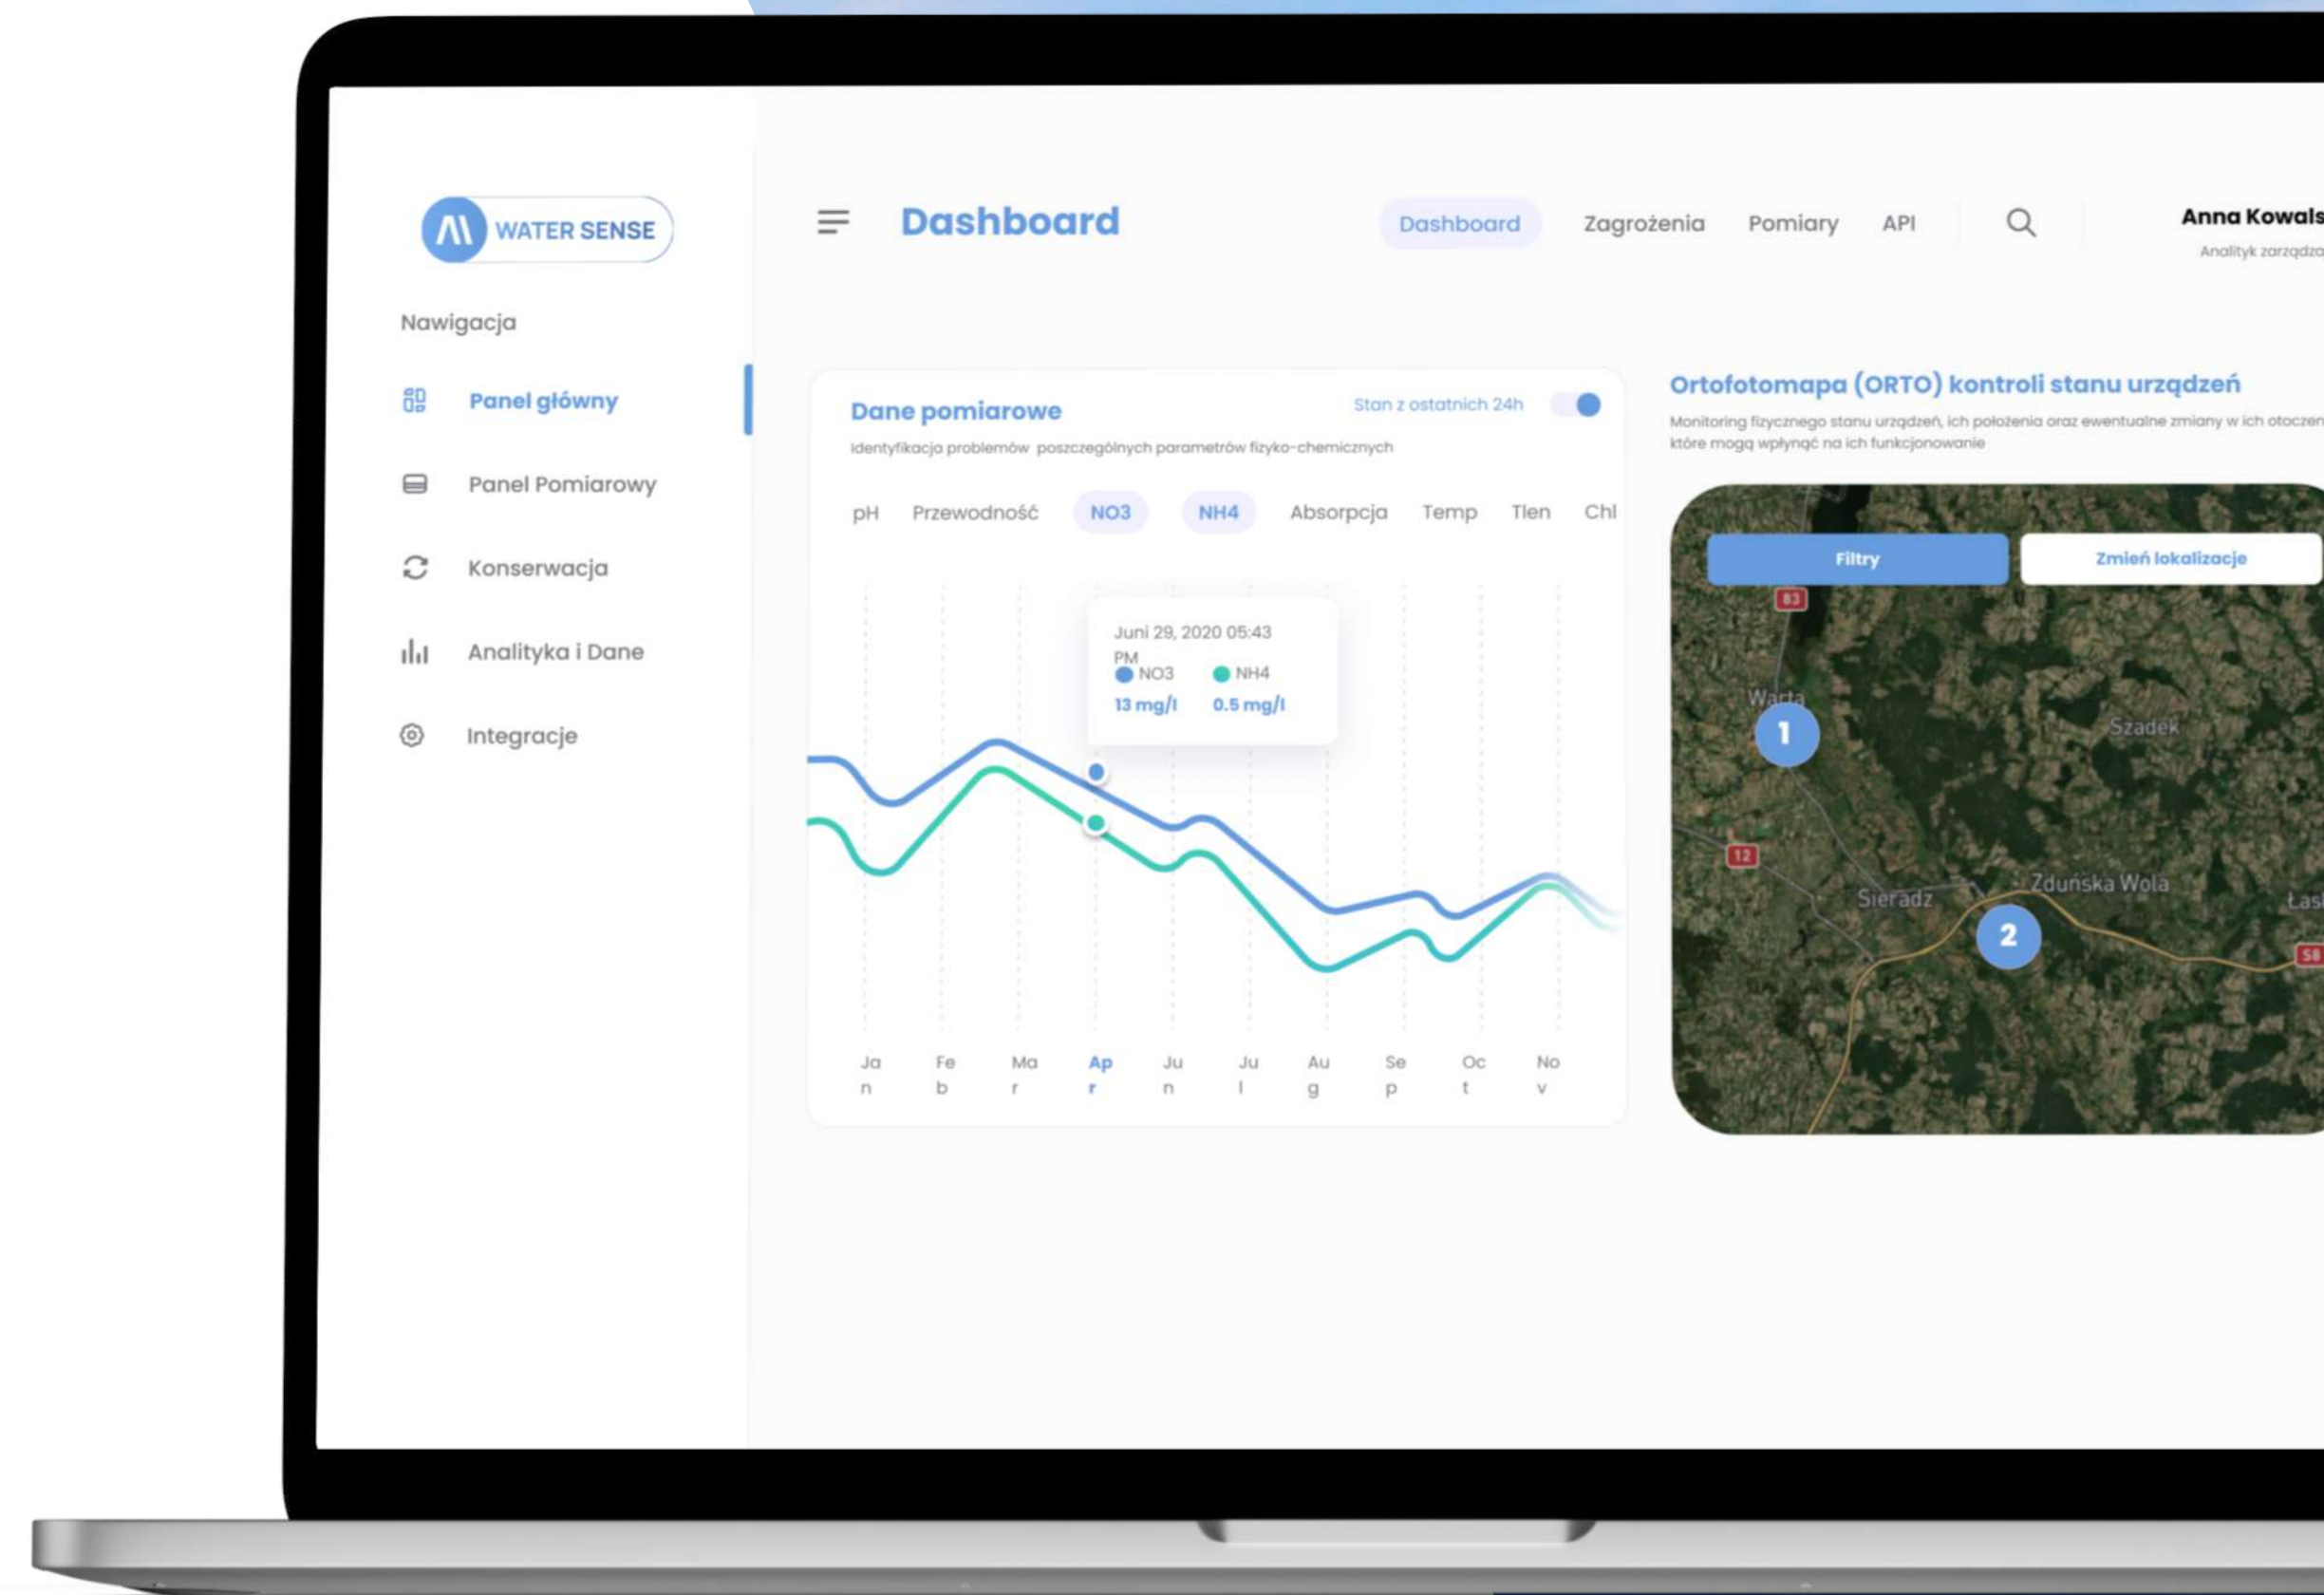 WATER SENSE
Nawigacja
Panel główny
Panel Pomiarowy
Konserwacja
Analityka i Dane
Integracje
Dashboard
Dashboard
Zagrożenia
Pomiary
API
Anna Kowals
Analityk zarządza
Dane pomiarowe
Stan z ostatnich 24h
Identyfikacja problemów poszczególnych parametrów fizyko-chemicznych
pH Przewodność NO3 NH4 Absorpcja Temp Tlen Chl
Juni 29, 2020 05:43
PM
NO3 NH4
13 mg/l 0.5 mg/l
Ja Fe Ma Ap Ju Ju Au Se Oc No
n b r r n l g p t v
Ortofotomapa (ORTO) kontroli stanu urządzeń
Monitoring fizycznego stanu urządzeń, ich położenia oraz ewentualne zmiany w ich otoczen
które mogą wpłynąć na ich funkcjonowanie
Filtry
Zmień lokalizacje
83
Warta
1
Szadek
12
Sieradz
Zduńska Wola
Łask
2
S8